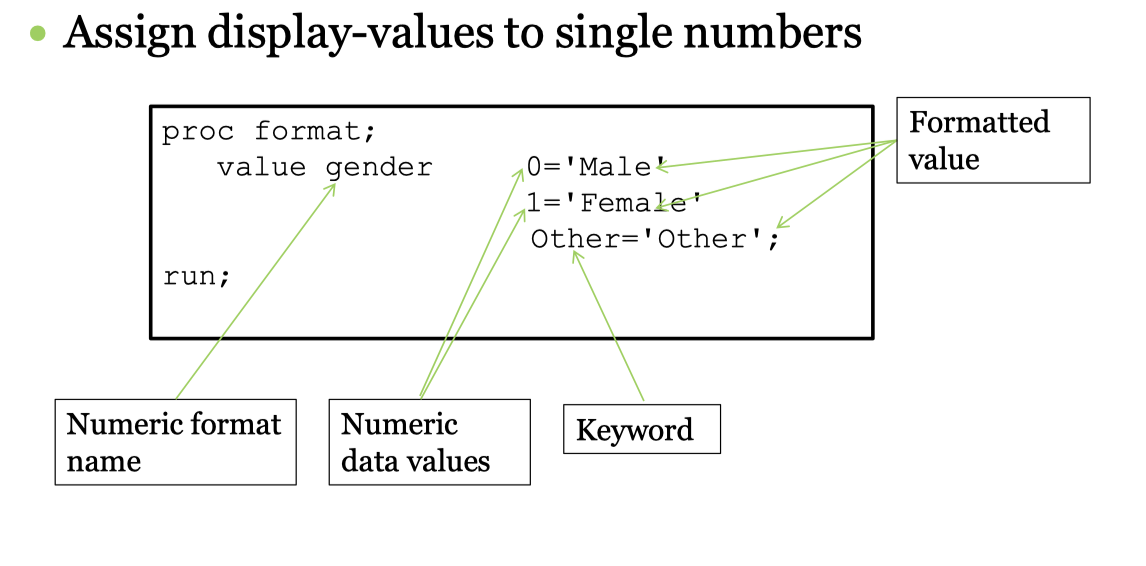 Assign display-values to single numbers
proc format;
value gender 0='Male'
1='Female'
Other='Other';
run;
Formatted
value
Numeric format
name
Numeric
data values
Keyword